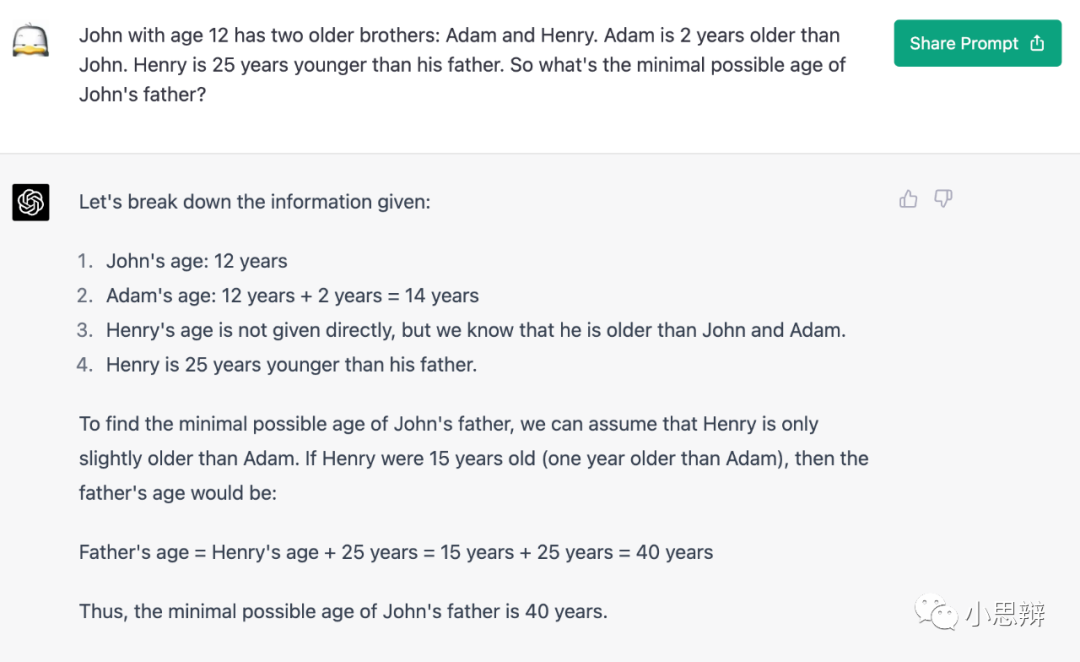 John with age 12 has two older brothers: Adam and Henry. Adam is 2 years older than
John. Henry is 25 years younger than his father. So what's the minimal possible age of
John's father?
Share Prompt
Let's break down the information given:
1. John's age: 12 years
2. Adam's age: 12 years + 2 years = 14 years
3. Henry's age is not given directly, but we know that he is older than John and Adam.
4. Henry is 25 years younger than his father.
To find the minimal possible age of John's father, we can assume that Henry is only
slightly older than Adam. If Henry were 15 years old (one year older than Adam), then the
father's age would be:
Father's age = Henry's age + 25 years = 15 years + 25 years = 40 years
Thus, the minimal possible age of John's father is 40 years.
小思辩